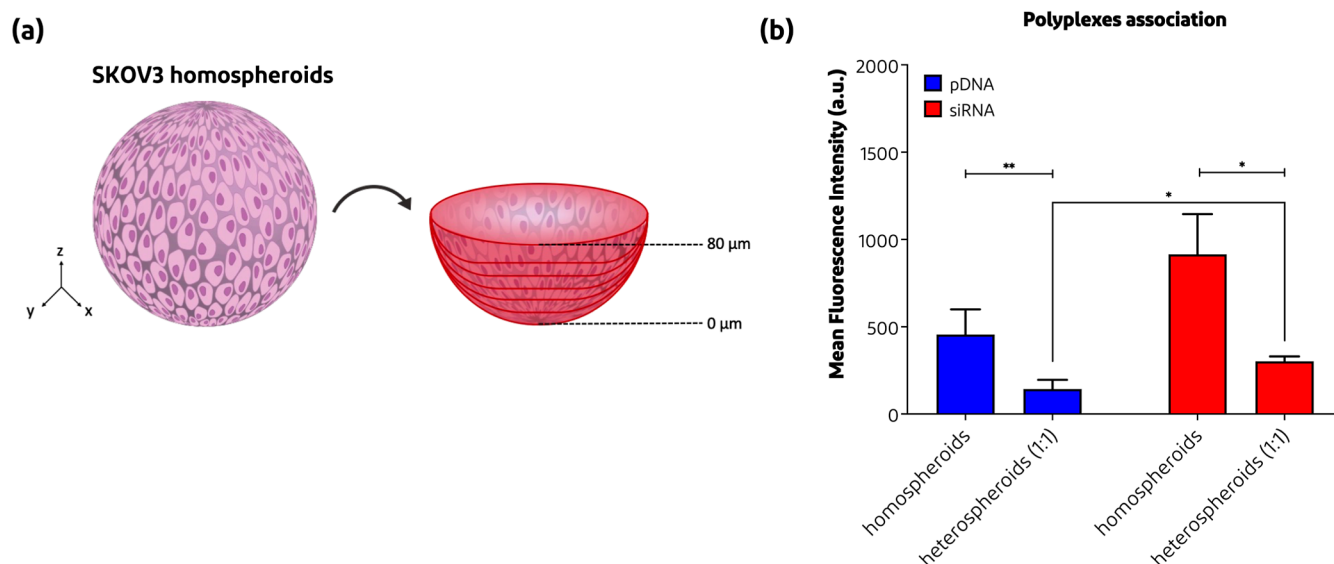 (a)
SKOV3 homospheroids
z
y
x
80 μm
0 μm
(b)
Polyplexes association
Mean Fluorescence Intensity (a.u.)
2000
1500
1000
500
0
pDNA
siRNA
**
*
*
homospheroids
heterospheroids (1:1)
homospheroids
heterospheroids (1:1)